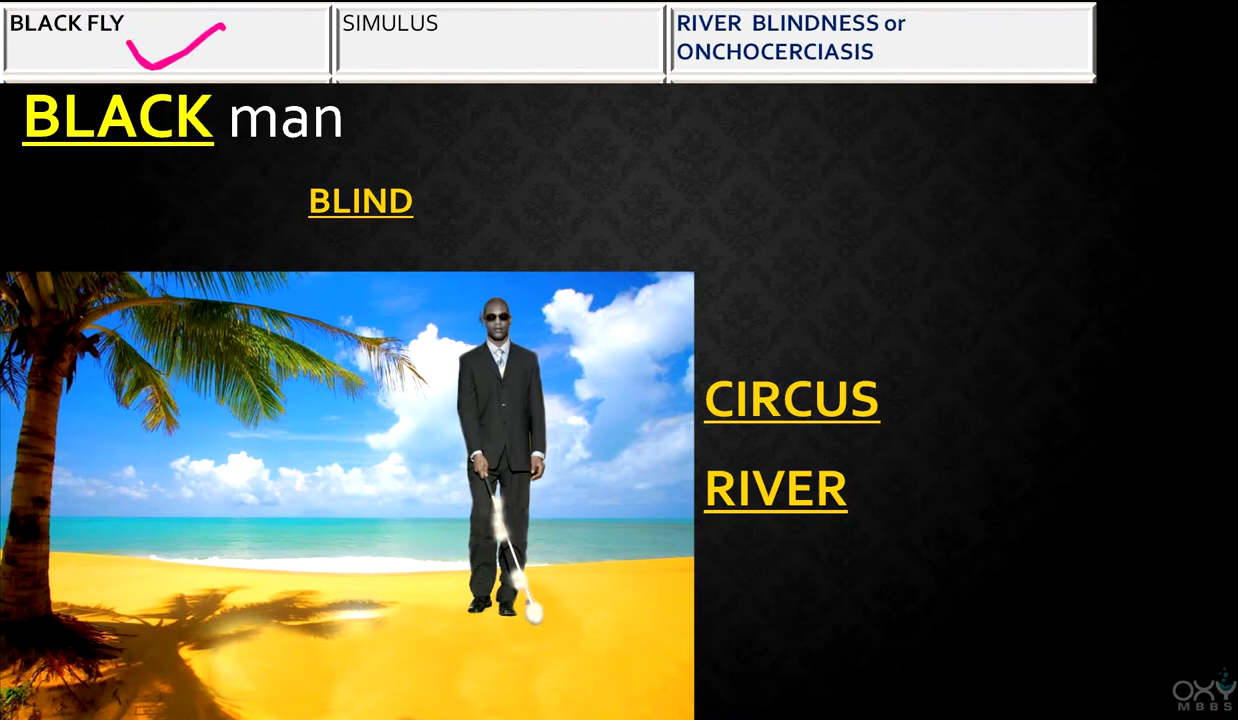 BLACK FLY
SIMULUS
RIVER BLINDNESS or
ONCHOCERCIASIS
BLACK man
BLIND
CIRCUS
RIVER
OXY
MBBS